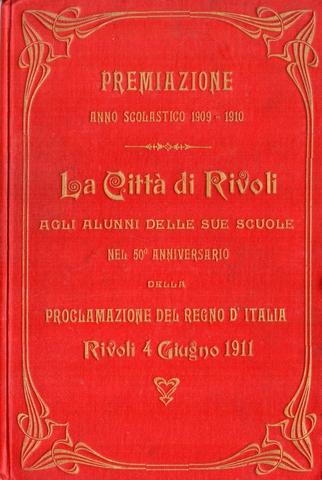 PREMIAZIONE
ANNO SCOLASTICO 1909 - 1910
La Città di Rivoli
AGLI ALUNNI DELLE SUE SCUOLE
NEL 50º ANNIVERSARIO
DELLA
PROCLAMAZIONE DEL REGNO D'ITALIA
Rivoli 4 Giugno 1911